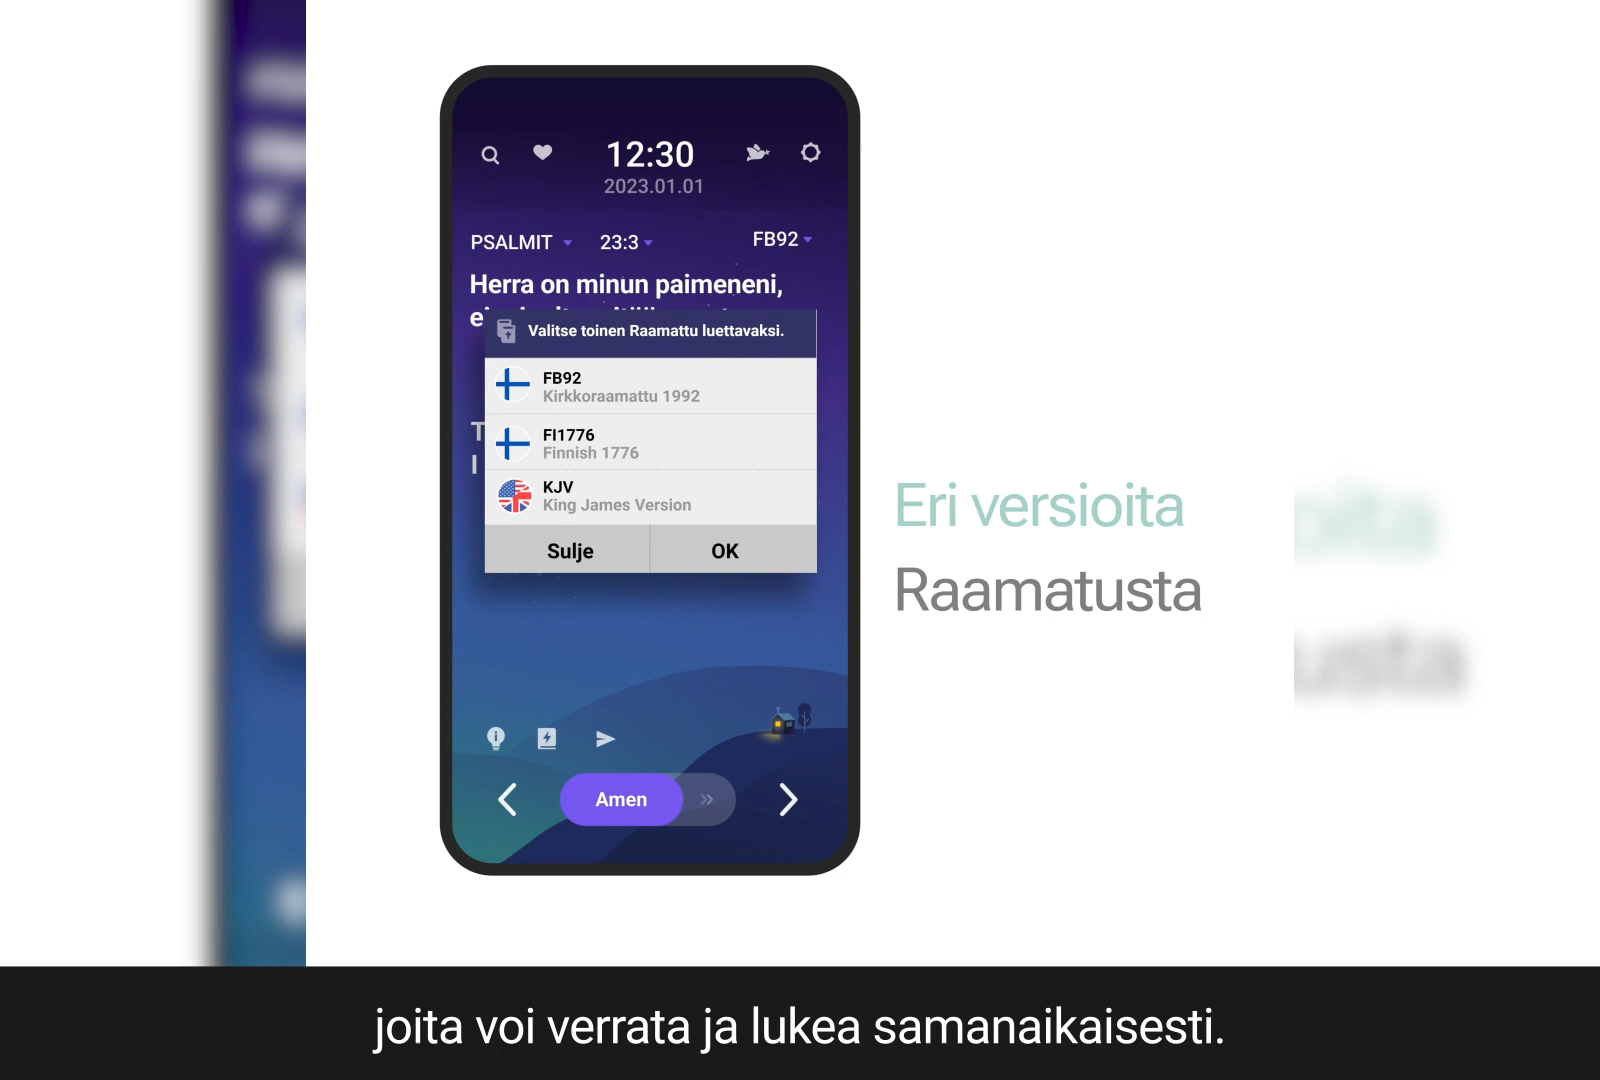 12:30
2023.01.01
PSALMIT 23:3 FB92
Herra on minun paimeneni,
Valitse toinen Raamattu luettavaksi.
FB92
Kirkkoraamattu 1992
FI1776
Finnish 1776
KJV
King James Version
Sulje OK
Amen
Eri versioita
Raamatusta
joita voi verrata ja lukea samanaikaisesti.